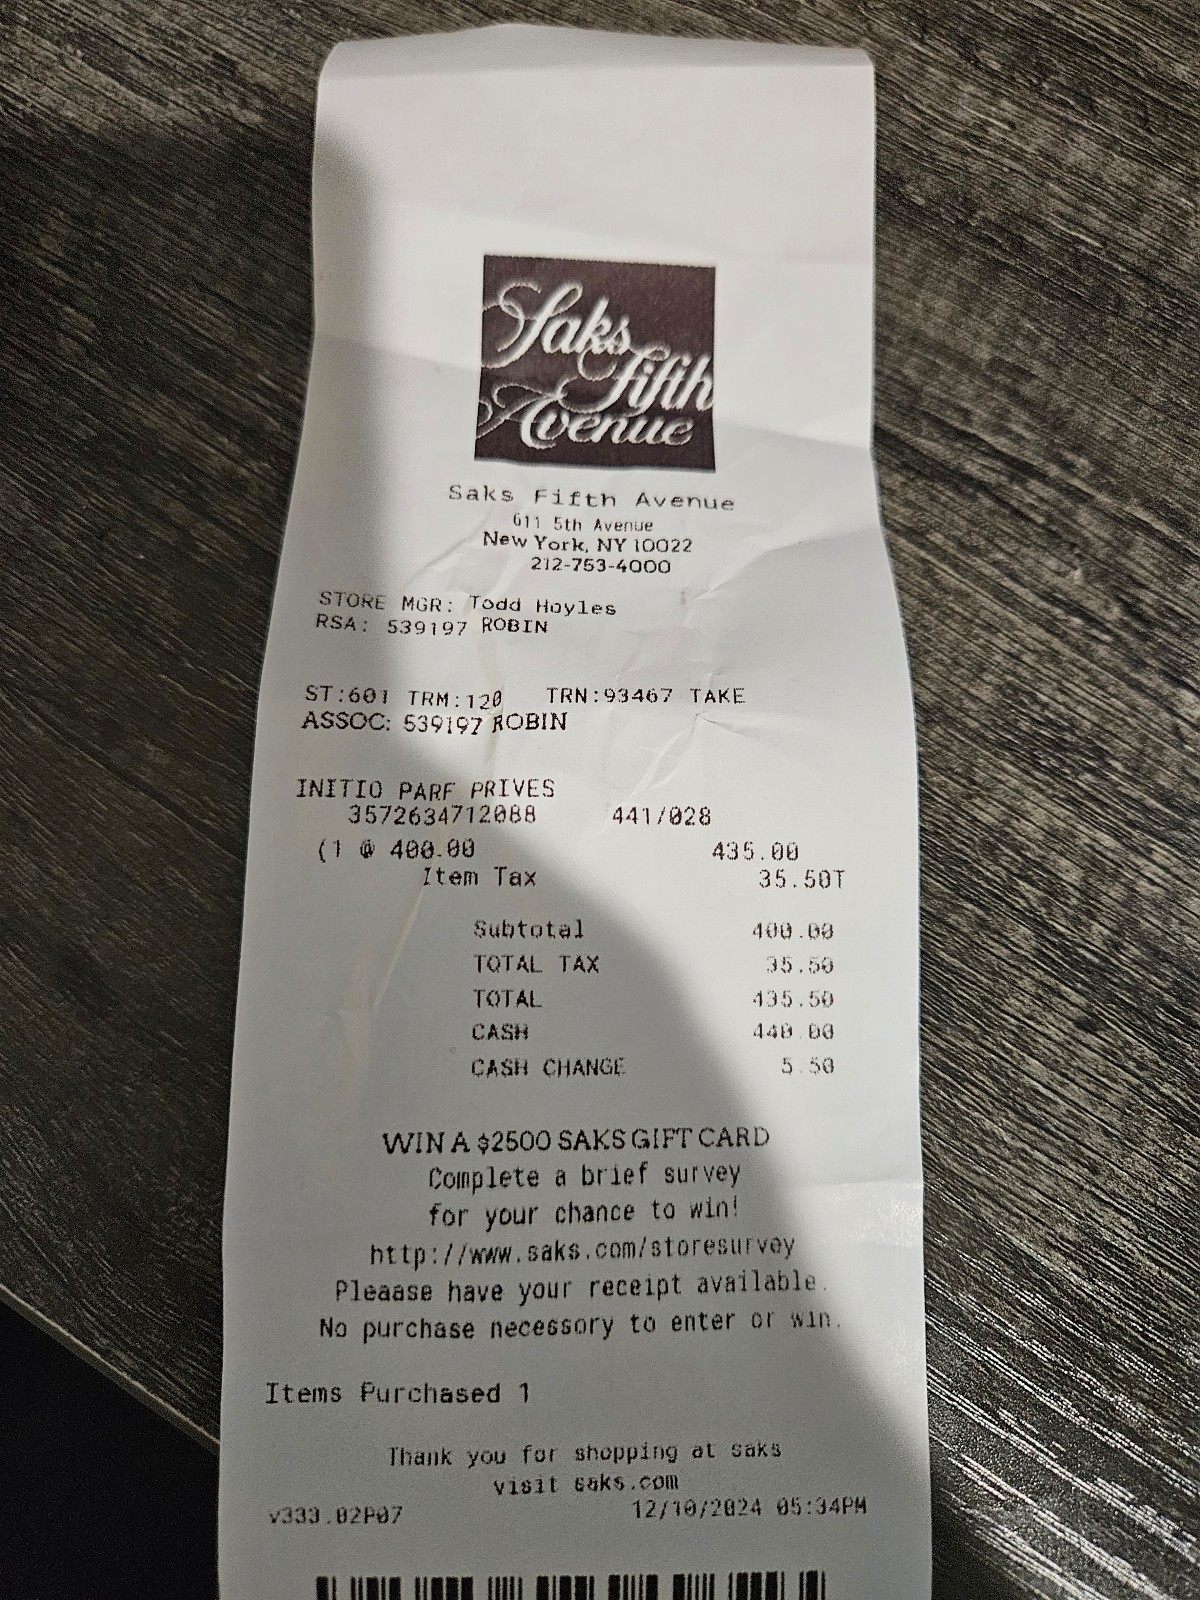 Saks
Fifth
Avenue
Saks Fifth Avenue
611 5th Avenue
New York, NY 10022
212-753-4000
STORE MGR: Todd Hoyles
RSA: 539197 ROBIN
ST:601 TRM:120 TRN:93467 TAKE
ASSOC: 539197 ROBIN
INITIO PARF PRIVES
3572634712088 441/028
(1 @ 400.00 435.00
Item Tax 35.50T
Subtotal 400.00
TOTAL TAX 35.50
TOTAL 435.50
CASH 440.00
CASH CHANGE 5.50
WIN A $2500 SAKS GIFT CARD
Complete a brief survey
for your chance to win!
http://www.saks.com/storesurvey
Pleaase have your receipt available.
No purchase necessory to enter or win.
Items Purchased 1
Thank you for shopping at saks
visit saks.com
v333.02P07 12/10/2024 05:34PM